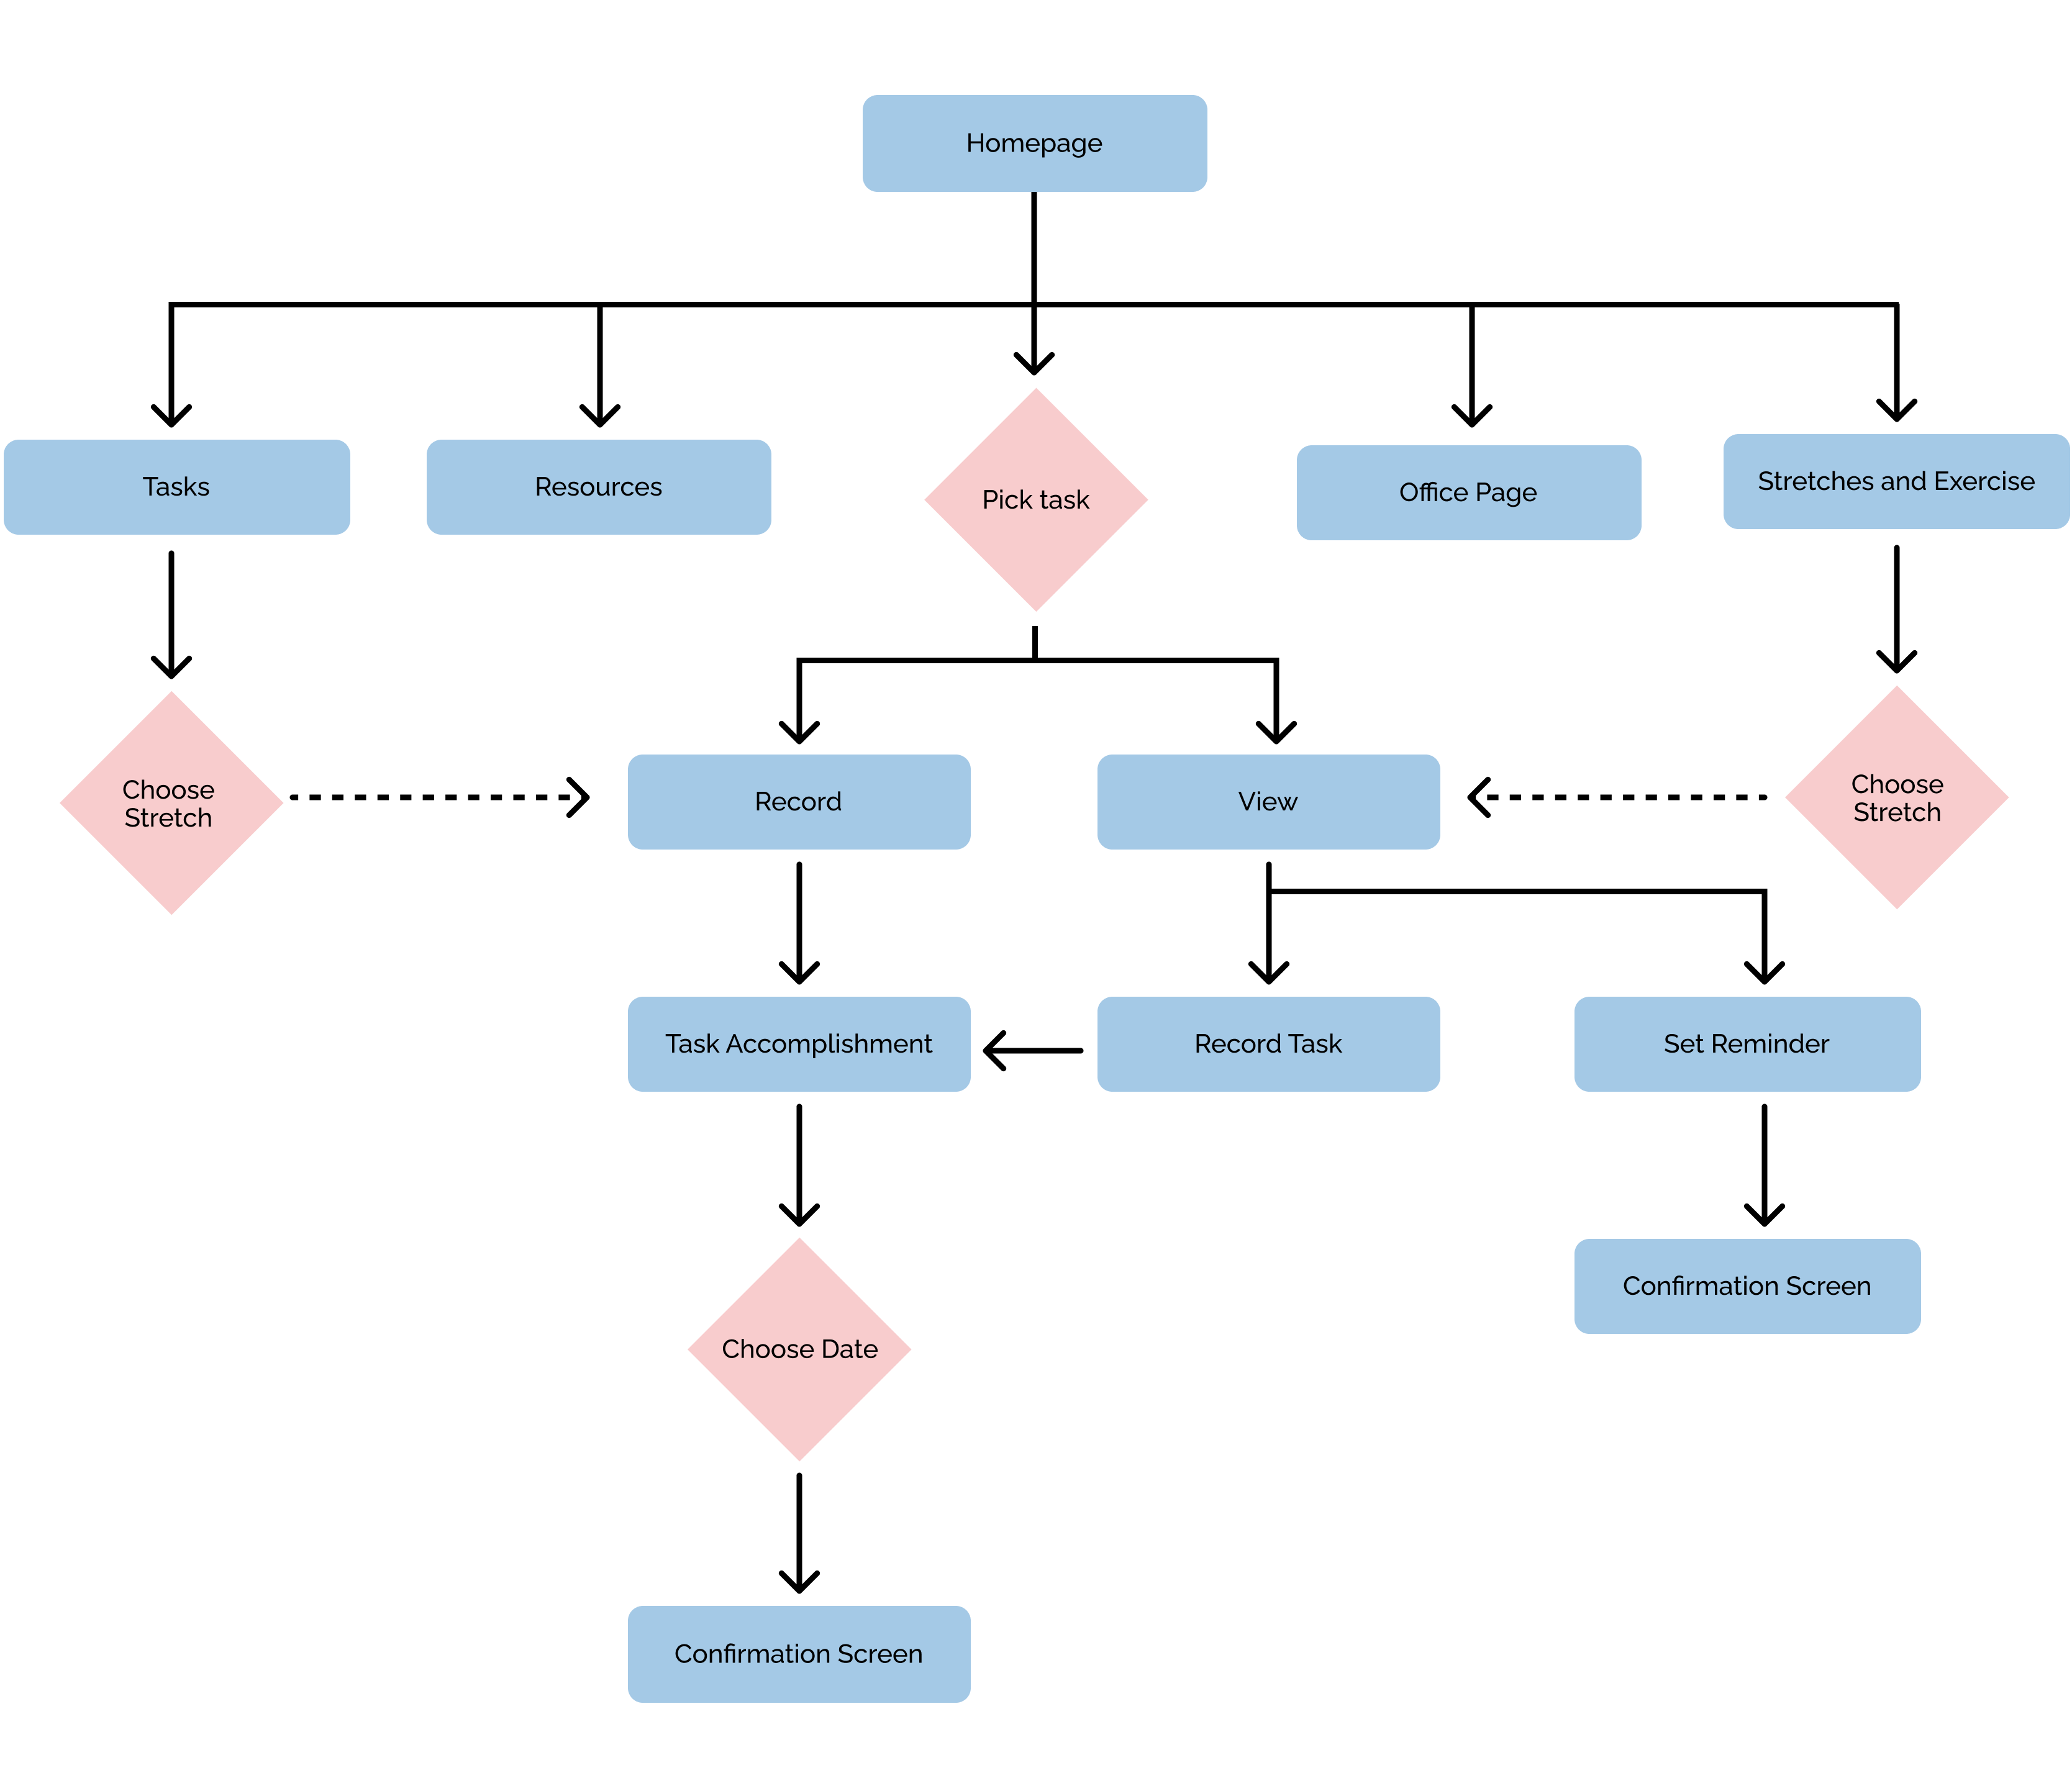 Homepage
Tasks
Resources
Pick task
Office Page
Stretches and Exercise
Choose
Stretch
Record
View
Choose
Stretch
Task Accomplishment
Record Task
Set Reminder
Choose Date
Confirmation Screen
Confirmation Screen